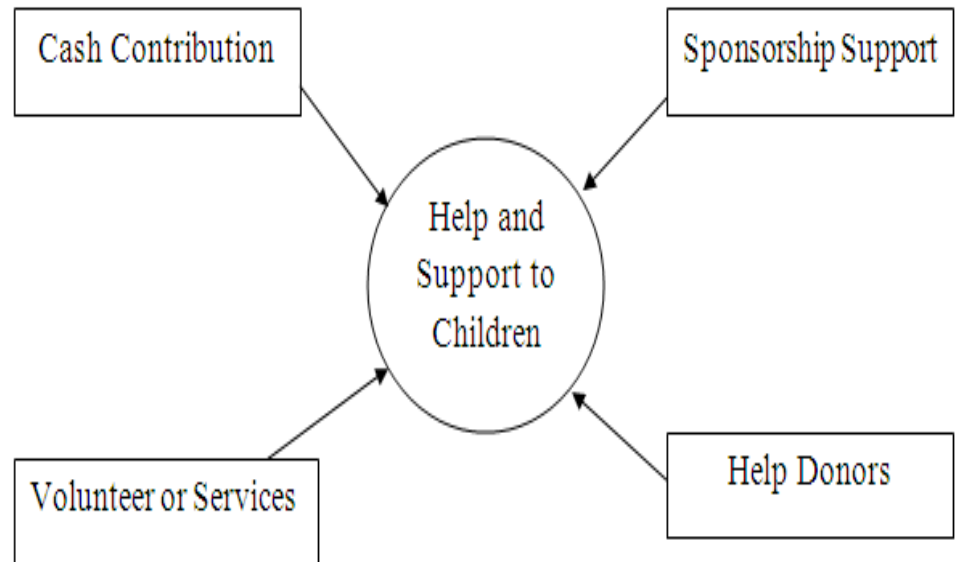 Cash Contribution
Sponsorship Support
Help and
Support to
Children
Volunteer or Services
Help Donors